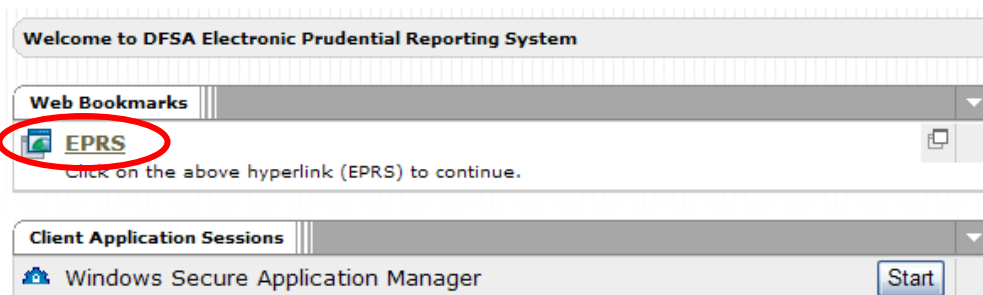 Welcome to DFSA Electronic Prudential Reporting System
Web Bookmarks
EPRS
Click on the above hyperlink (EPRS) to continue.
Client Application Sessions
Windows Secure Application Manager
Start